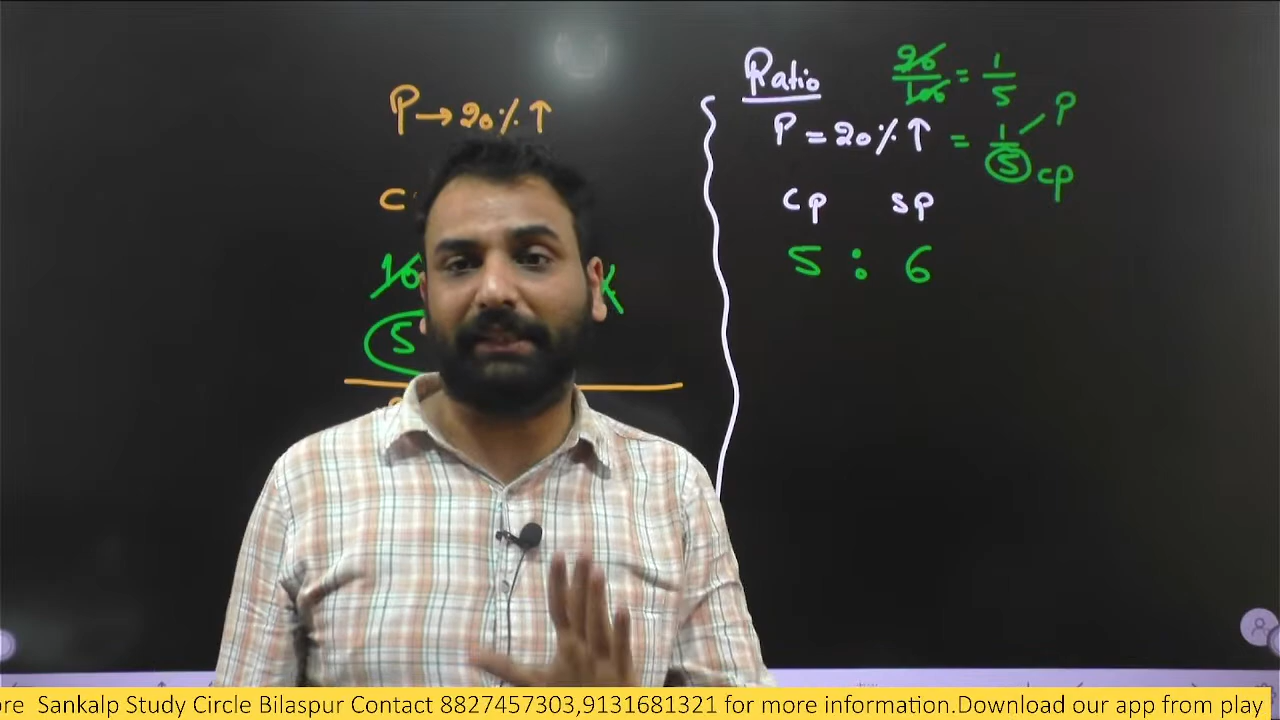 P → 20% ↑
C
5
Ratio
20/100 = 1/5
P = 20% ↑ = 1/5
P
CP
CP SP
5 : 6
re Sankalp Study Circle Bilaspur Contact 8827457303,9131681321 for more information.Download our app from play